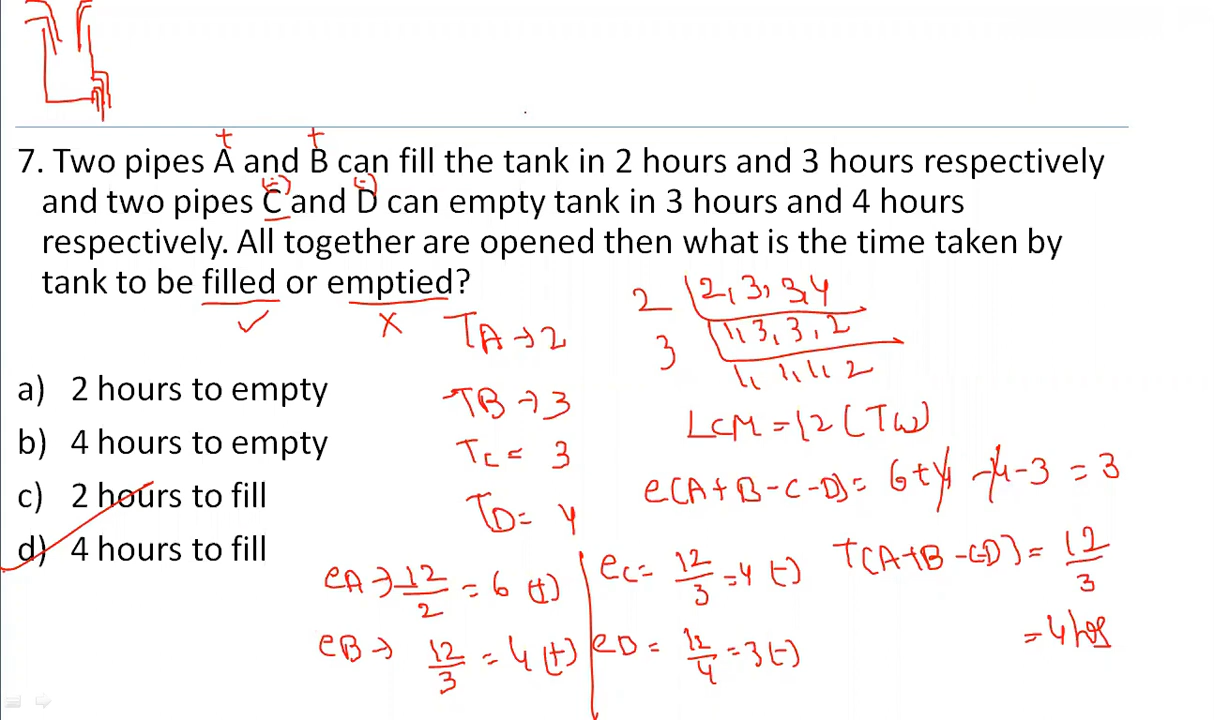 7. Two pipes A and B can fill the tank in 2 hours and 3 hours respectively
and two pipes C and D can empty tank in 3 hours and 4 hours
respectively. All together are opened then what is the time taken by
tank to be filled or emptied?
a) 2 hours to empty
b) 4 hours to empty
c) 2 hours to fill
d) 4 hours to fill
+ +
(-) (-)
✓ X
TA → 2
TB → 3
TC = 3
TD = 4
2 | 2, 3, 3, 4
3 | 1, 3, 3, 2
1, 1, 1, 2
LCM = 12 (TW)
e(A+B-C-D) = 6+4-4-3 = 3
eA → 12/2 = 6 (+)
eB → 12/3 = 4 (+)
eC = 12/3 = 4 (-)
eD = 12/4 = 3 (-)
T(A+B-C-D) = 12/3
= 4 hrs